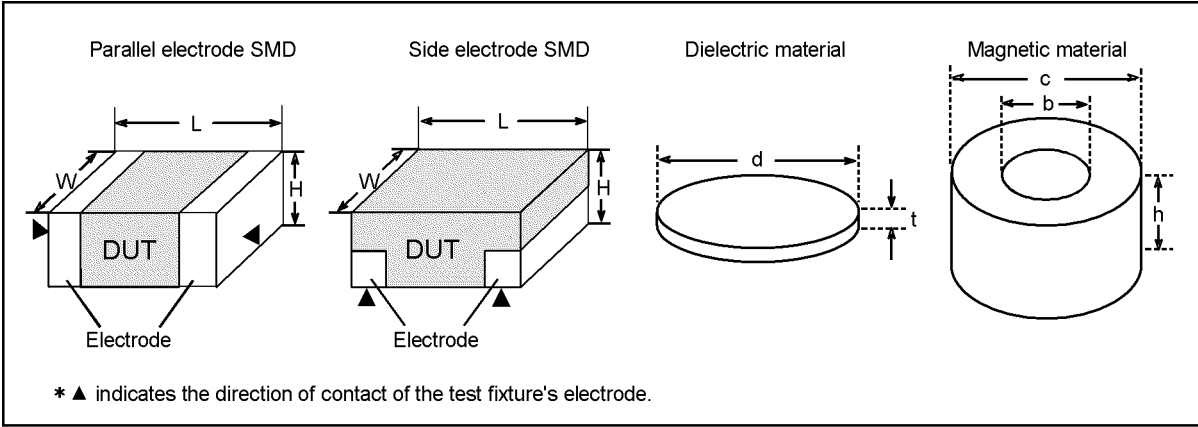 Parallel electrode SMD
Side electrode SMD
Dielectric material
Magnetic material
L
W
H
DUT
Electrode
L
W
H
DUT
Electrode
d
t
c
b
h
* ▲ indicates the direction of contact of the test fixture's electrode.